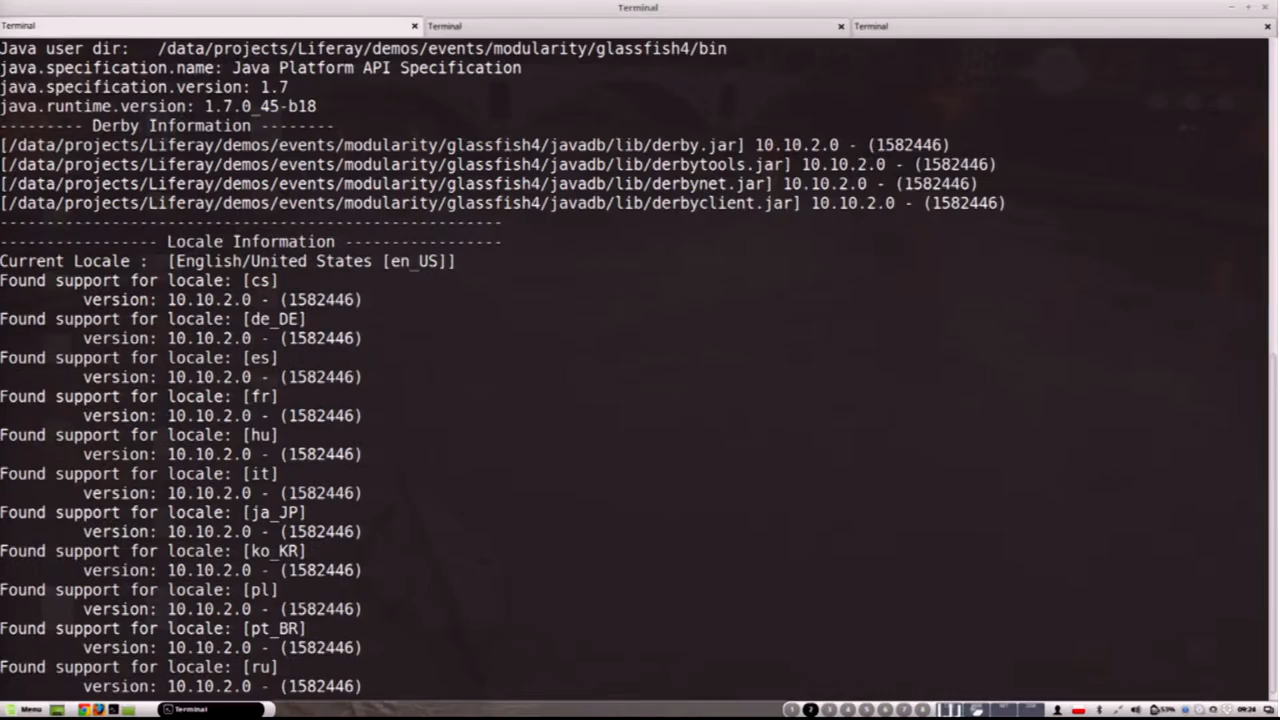 Terminal
Terminal
Terminal
Terminal
Java user dir:   /data/projects/Liferay/demos/events/modularity/glassfish4/bin
java.specification.name: Java Platform API Specification
java.specification.version: 1.7
java.runtime.version: 1.7.0_45-b18
--------- Derby Information --------
[/data/projects/Liferay/demos/events/modularity/glassfish4/javadb/lib/derby.jar] 10.10.2.0 - (1582446)
[/data/projects/Liferay/demos/events/modularity/glassfish4/javadb/lib/derbytools.jar] 10.10.2.0 - (1582446)
[/data/projects/Liferay/demos/events/modularity/glassfish4/javadb/lib/derbynet.jar] 10.10.2.0 - (1582446)
[/data/projects/Liferay/demos/events/modularity/glassfish4/javadb/lib/derbyclient.jar] 10.10.2.0 - (1582446)
------------------------------------------------------
----------------- Locale Information -----------------
Current Locale :  [English/United States [en_US]]
Found support for locale: [cs]
version: 10.10.2.0 - (1582446)
Found support for locale: [de_DE]
version: 10.10.2.0 - (1582446)
Found support for locale: [es]
version: 10.10.2.0 - (1582446)
Found support for locale: [fr]
version: 10.10.2.0 - (1582446)
Found support for locale: [hu]
version: 10.10.2.0 - (1582446)
Found support for locale: [it]
version: 10.10.2.0 - (1582446)
Found support for locale: [ja_JP]
version: 10.10.2.0 - (1582446)
Found support for locale: [ko_KR]
version: 10.10.2.0 - (1582446)
Found support for locale: [pl]
version: 10.10.2.0 - (1582446)
Found support for locale: [pt_BR]
version: 10.10.2.0 - (1582446)
Found support for locale: [ru]
version: 10.10.2.0 - (1582446)
Menu Terminal 1 2 3 4 5 6 7 8 53% 09:24